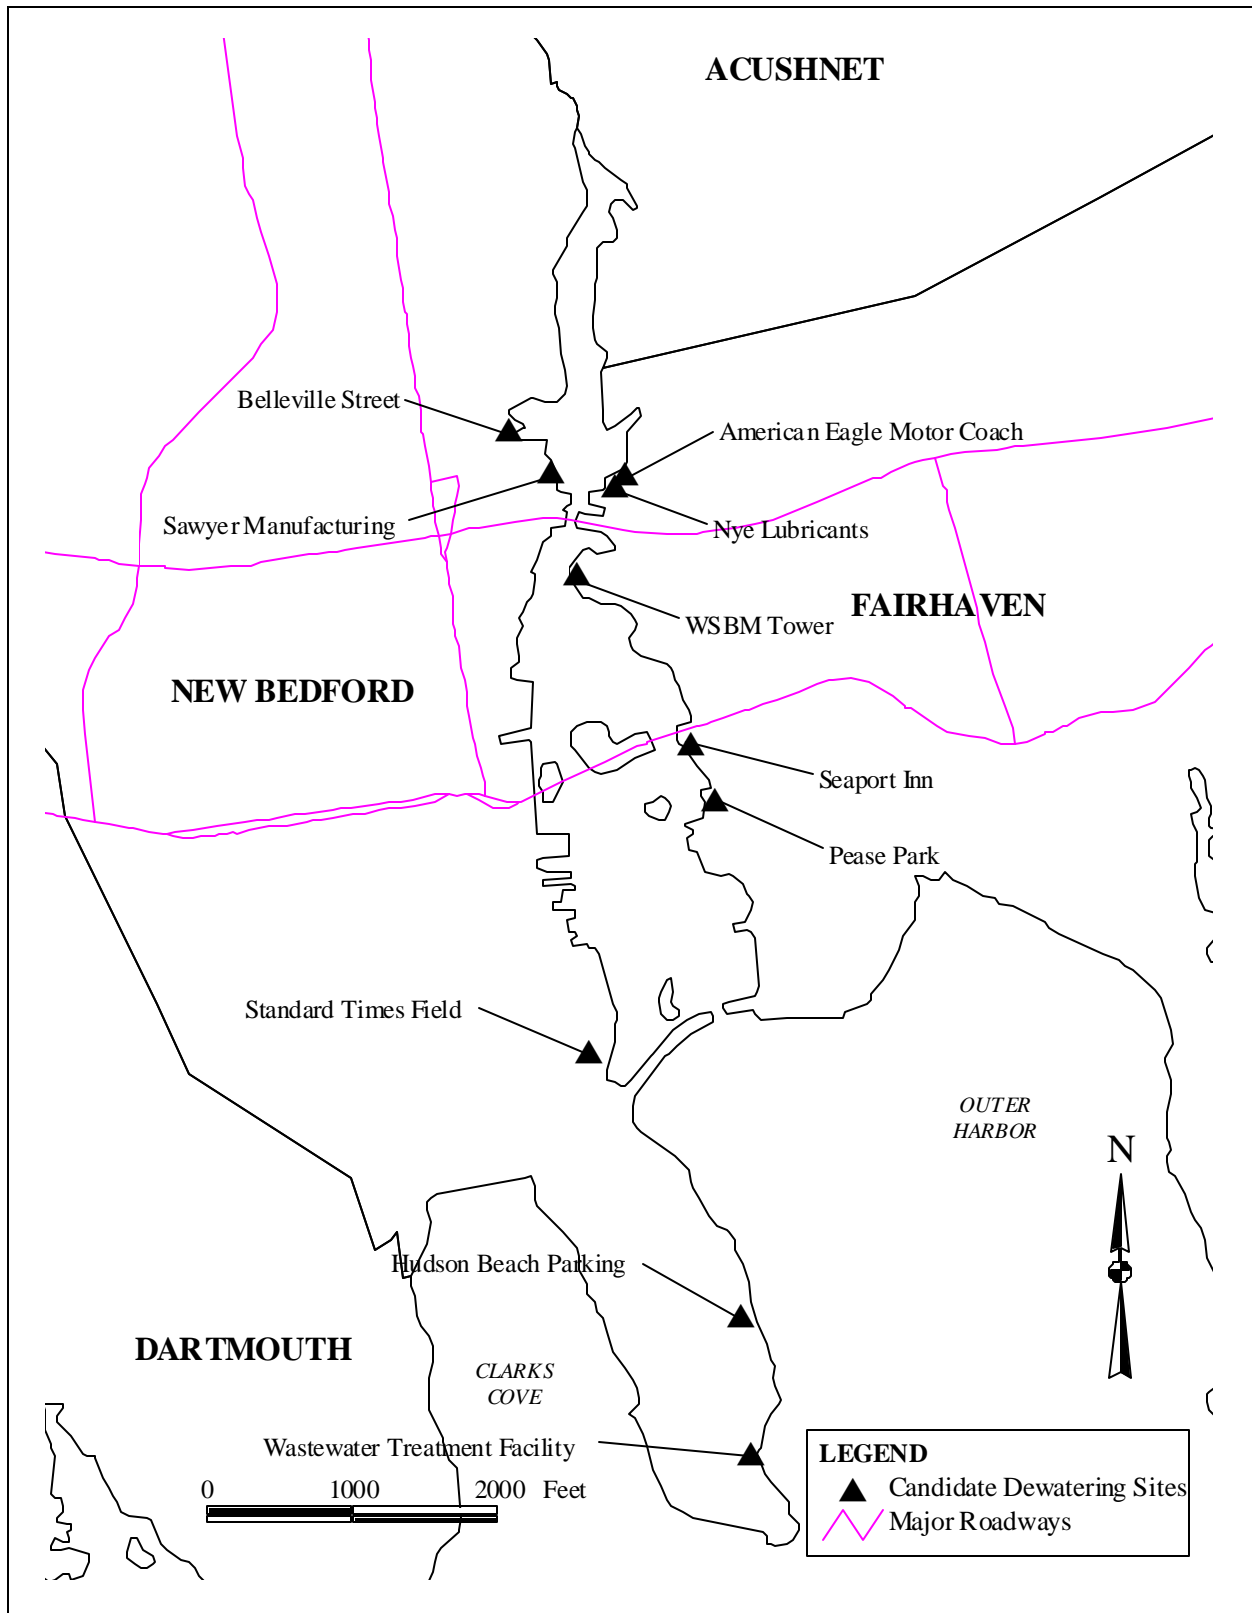 ACUSHNET
Belleville Street
American Eagle Motor Coach
Sawyer Manufacturing
Nye Lubricants
FAIRHAVEN
WSBM Tower
NEW BEDFORD
Seaport Inn
Pease Park
Standard Times Field
OUTER
HARBOR
N
Hudson Beach Parking
DARTMOUTH
CLARKS
COVE
Wastewater Treatment Facility
0 1000 2000 Feet
LEGEND
Candidate Dewatering Sites
Major Roadways